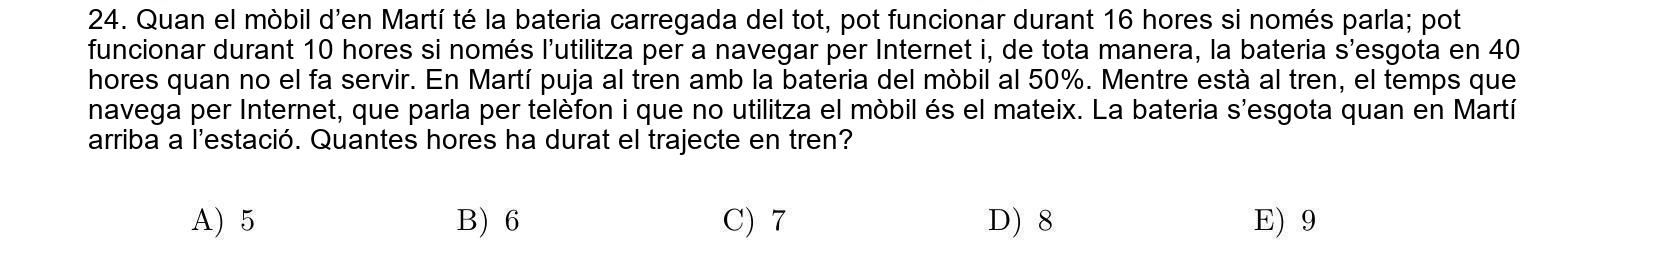 24. Quan el mòbil d’en Martí té la bateria carregada del tot, pot funcionar durant 16 hores si només parla; pot
funcionar durant 10 hores si només l’utilitza per a navegar per Internet i, de tota manera, la bateria s’esgota en 40
hores quan no el fa servir. En Martí puja al tren amb la bateria del mòbil al 50%. Mentre està al tren, el temps que
navega per Internet, que parla per telèfon i que no utilitza el mòbil és el mateix. La bateria s’esgota quan en Martí
arriba a l’estació. Quantes hores ha durat el trajecte en tren?
A) 5 B) 6 C) 7 D) 8 E) 9